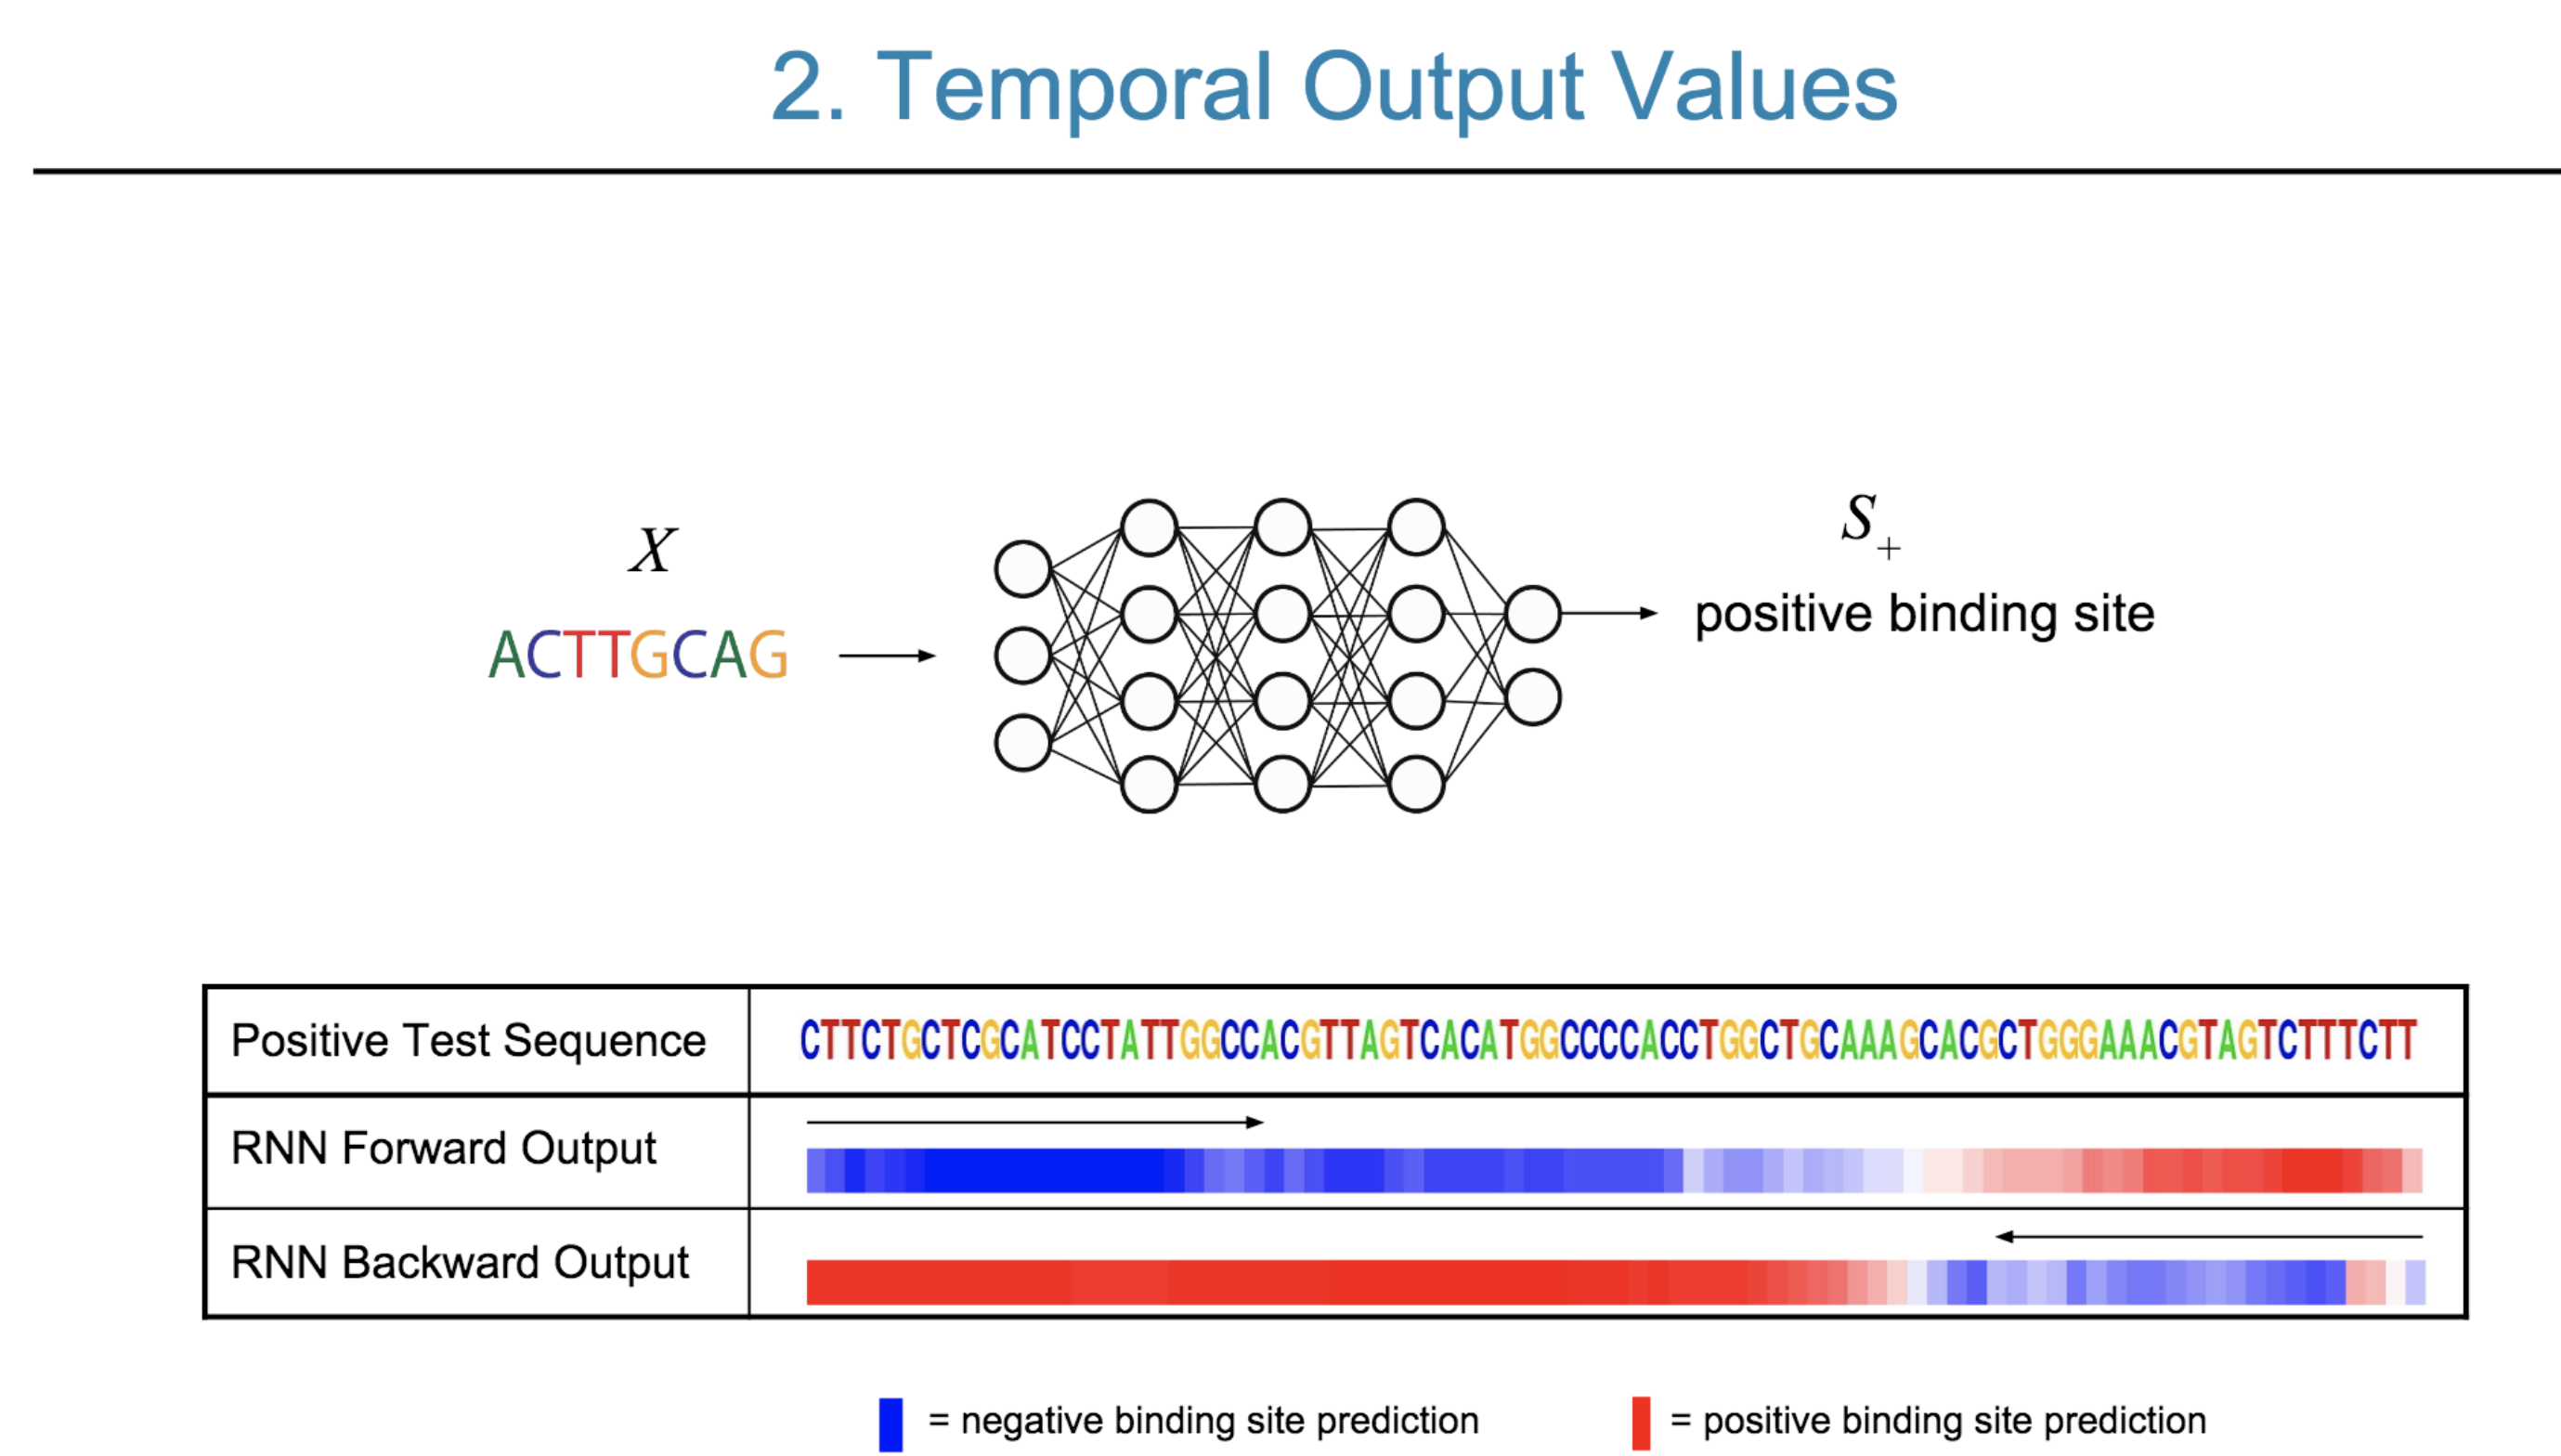 2. Temporal Output Values
X
ACTTGCAG
S+
positive binding site
Positive Test Sequence
CTTCTGCTCGCATCCTATTGGCCACGTTAGTCACATGGCCCCACCTGGCTGCAAAGCACGCTGGGAAACGTAGTCTTTCTT
RNN Forward Output
RNN Backward Output
= negative binding site prediction
= positive binding site prediction